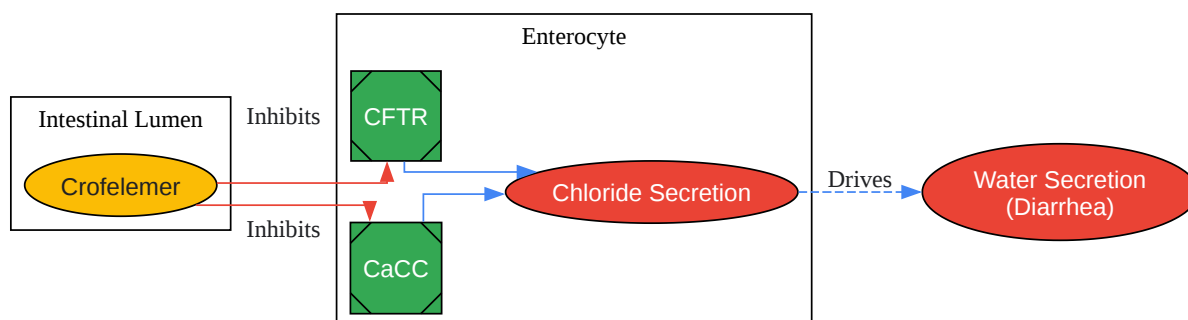 Enterocyte
Intestinal Lumen
Inhibits
CFTR
Crofelemer
Chloride Secretion
Drives
Water Secretion
(Diarrhea)
Inhibits
CaCC